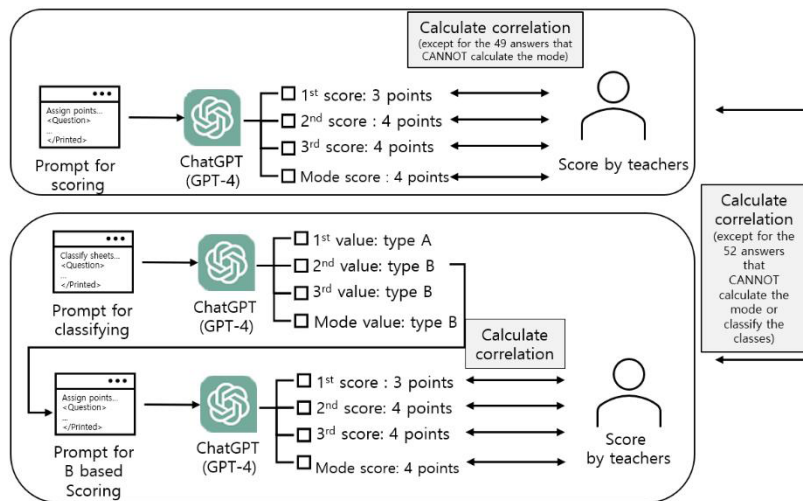 Calculate correlation
(except for the 49 answers that
CANNOT calculate the mode)
Assign points...
<Question>
...
</Printed>
Prompt for
scoring
ChatGPT
(GPT-4)
1st score: 3 points
2nd score : 4 points
3rd score: 4 points
Mode score : 4 points
Score by teachers
Calculate
correlation
(except for the
52 answers
that
CANNOT
calculate the
mode or
classify the
classes)
Classify sheets...
<Question>
...
</Printed>
Prompt for
classifying
ChatGPT
(GPT-4)
1st value: type A
2nd value: type B
3rd value: type B
Mode value: type B
Calculate
correlation
Assign points...
<Question>
...
</Printed>
Prompt for
B based
Scoring
ChatGPT
(GPT-4)
1st score : 3 points
2nd score: 4 points
3rd score: 4 points
Mode score: 4 points
Score
by teachers